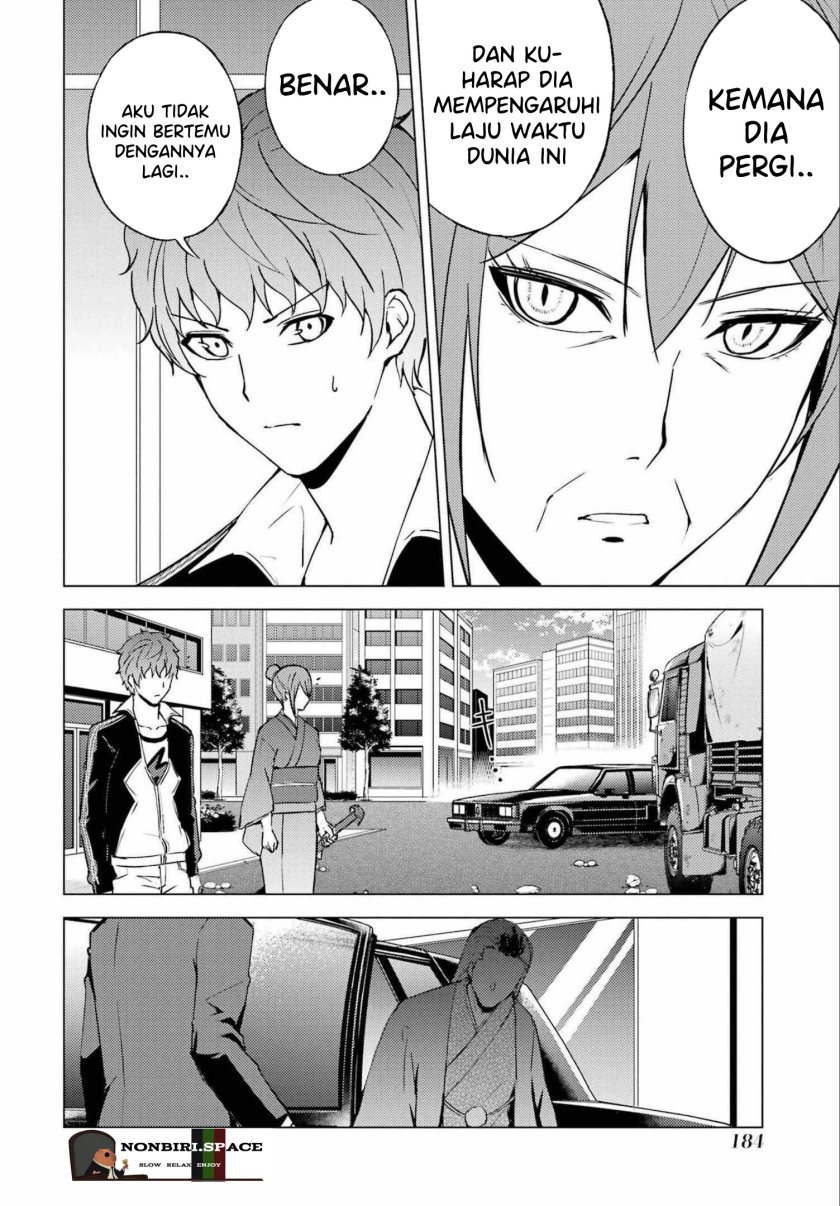 KEMANA
DIA
PERGI..
DAN KU-
HARAP DIA
MEMPENGARUHI
LAJU WAKTU
DUNIA INI
BENAR..
AKU TIDAK
INGIN BERTEMU
DENGANNYA
LAGI..
キ
184
NONBIRI.SPACE
SLOW RELAX ENJOY